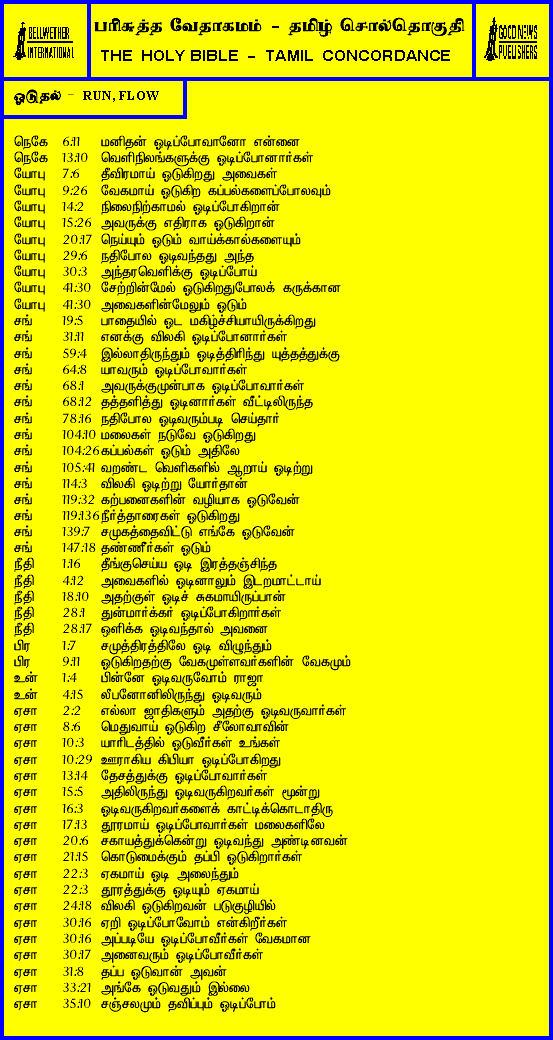 BELLWETHER
INTERNATIONAL
பரிசுத்த வேதாகமம் - தமிழ் சொல்தொகுதி
THE HOLY BIBLE - TAMIL CONCORDANCE
GOOD NEWS
PUBLISHERS
ஓடுதல் - RUN, FLOW
நெகே 6:11 மனிதன் ஓடிப்போவானோ என்னை
நெகே 13:10 வெளிநிலங்களுக்கு ஓடிப்போனார்கள்
யோபு 7:6 தீவிரமாய் ஓடுகிறது அவைகள்
யோபு 9:26 வேகமாய் ஓடுகிற கப்பல்களைப்போலவும்
யோபு 14:2 நிலைநிற்காமல் ஓடிப்போகிறான்
யோபு 15:26 அவருக்கு எதிராக ஓடுகிறான்
யோபு 20:17 நெய்யும் ஓடும் வாய்க்கால்களையும்
யோபு 29:6 நதிபோல ஓடிவந்தது அந்த
யோபு 30:3 அந்தரவெளிக்கு ஓடிப்போய்
யோபு 41:30 சேற்றின்மேல் ஓடுகிறதுபோலக் கருக்கான
யோபு 41:30 அவைகளின்மேலும் ஓடும்
சங் 19:5 பாதையில் ஓட மகிழ்ச்சியாயிருக்கிறது
சங் 31:11 எனக்கு விலகி ஓடிப்போனார்கள்
சங் 59:4 இல்லாதிருந்தும் ஓடித்திரிந்து யுத்தத்துக்கு
சங் 64:8 யாவரும் ஓடிப்போவார்கள்
சங் 68:1 அவருக்குமுன்பாக ஓடிப்போவார்கள்
சங் 68:12 தத்தளித்து ஓடினார்கள் வீட்டிலிருந்த
சங் 78:16 நதிபோல ஓடிவரும்படி செய்தார்
சங் 104:10 மலைகள் நடுவே ஓடுகிறது
சங் 104:26 கப்பல்கள் ஓடும் அதிலே
சங் 105:41 வறண்ட வெளிகளில் ஆறாய் ஓடிற்று
சங் 114:3 விலகி ஓடிற்று யோர்தான்
சங் 119:32 கற்பனைகளின் வழியாக ஓடுவேன்
சங் 119:136 நீர்த்தாரைகள் ஓடுகிறது
சங் 139:7 சமுகத்தைவிட்டு எங்கே ஓடுவேன்
சங் 147:18 தண்ணீர்கள் ஓடும்
நீதி 1:16 தீங்குசெய்ய ஓடி இரத்தஞ்சிந்த
நீதி 4:12 அவைகளில் ஓடினாலும் இடறமாட்டாய்
நீதி 18:10 அதற்குள் ஓடிச் சுகமாயிருப்பான்
நீதி 28:1 துன்மார்க்கர் ஓடிப்போகிறார்கள்
நீதி 28:17 ஒளிக்க ஓடிவந்தால் அவனை
பிர 1:7 சமுத்திரத்திலே ஓடி விழுந்தும்
பிர 9:11 ஓடுகிறதற்கு வேகமுள்ளவர்களின் வேகமும்
உன் 1:4 பின்னே ஓடிவருவோம் ராஜா
உன் 4:15 லீபனோனிலிருந்து ஓடிவரும்
ஏசா 2:2 எல்லா ஜாதிகளும் அதற்கு ஓடிவருவார்கள்
ஏசா 8:6 மெதுவாய் ஓடுகிற சீலோவாவின்
ஏசா 10:3 யாரிடத்தில் ஓடுவீர்கள் உங்கள்
ஏசா 10:29 ஊராகிய கிபியா ஓடிப்போகிறது
ஏசா 13:14 தேசத்துக்கு ஓடிப்போவார்கள்
ஏசா 15:5 அதிலிருந்து ஓடிவருகிறவர்கள் மூன்று
ஏசா 16:3 ஓடிவருகிறவர்களைக் காட்டிக்கொடாதிரு
ஏசா 17:13 தூரமாய் ஓடிப்போவார்கள் மலைகளிலே
ஏசா 20:6 சகாயத்துக்கென்று ஓடிவந்து அண்டினவன்
ஏசா 21:15 கொடுமைக்கும் தப்பி ஓடுகிறார்கள்
ஏசா 22:3 ஏகமாய் ஓடி அலைந்தும்
ஏசா 22:3 தூரத்துக்கு ஓடியும் ஏகமாய்
ஏசா 24:18 விலகி ஓடுகிறவன் படுகுழியில்
ஏசா 30:16 ஏறி ஓடிப்போவோம் என்கிறீர்கள்
ஏசா 30:16 அப்படியே ஓடிப்போவீர்கள் வேகமான
ஏசா 30:17 அனைவரும் ஓடிப்போவீர்கள்
ஏசா 31:8 தப்ப ஓடுவான் அவன்
ஏசா 33:21 அங்கே ஓடுவதும் இல்லை
ஏசா 35:10 சஞ்சலமும் தவிப்பும் ஓடிப்போம்